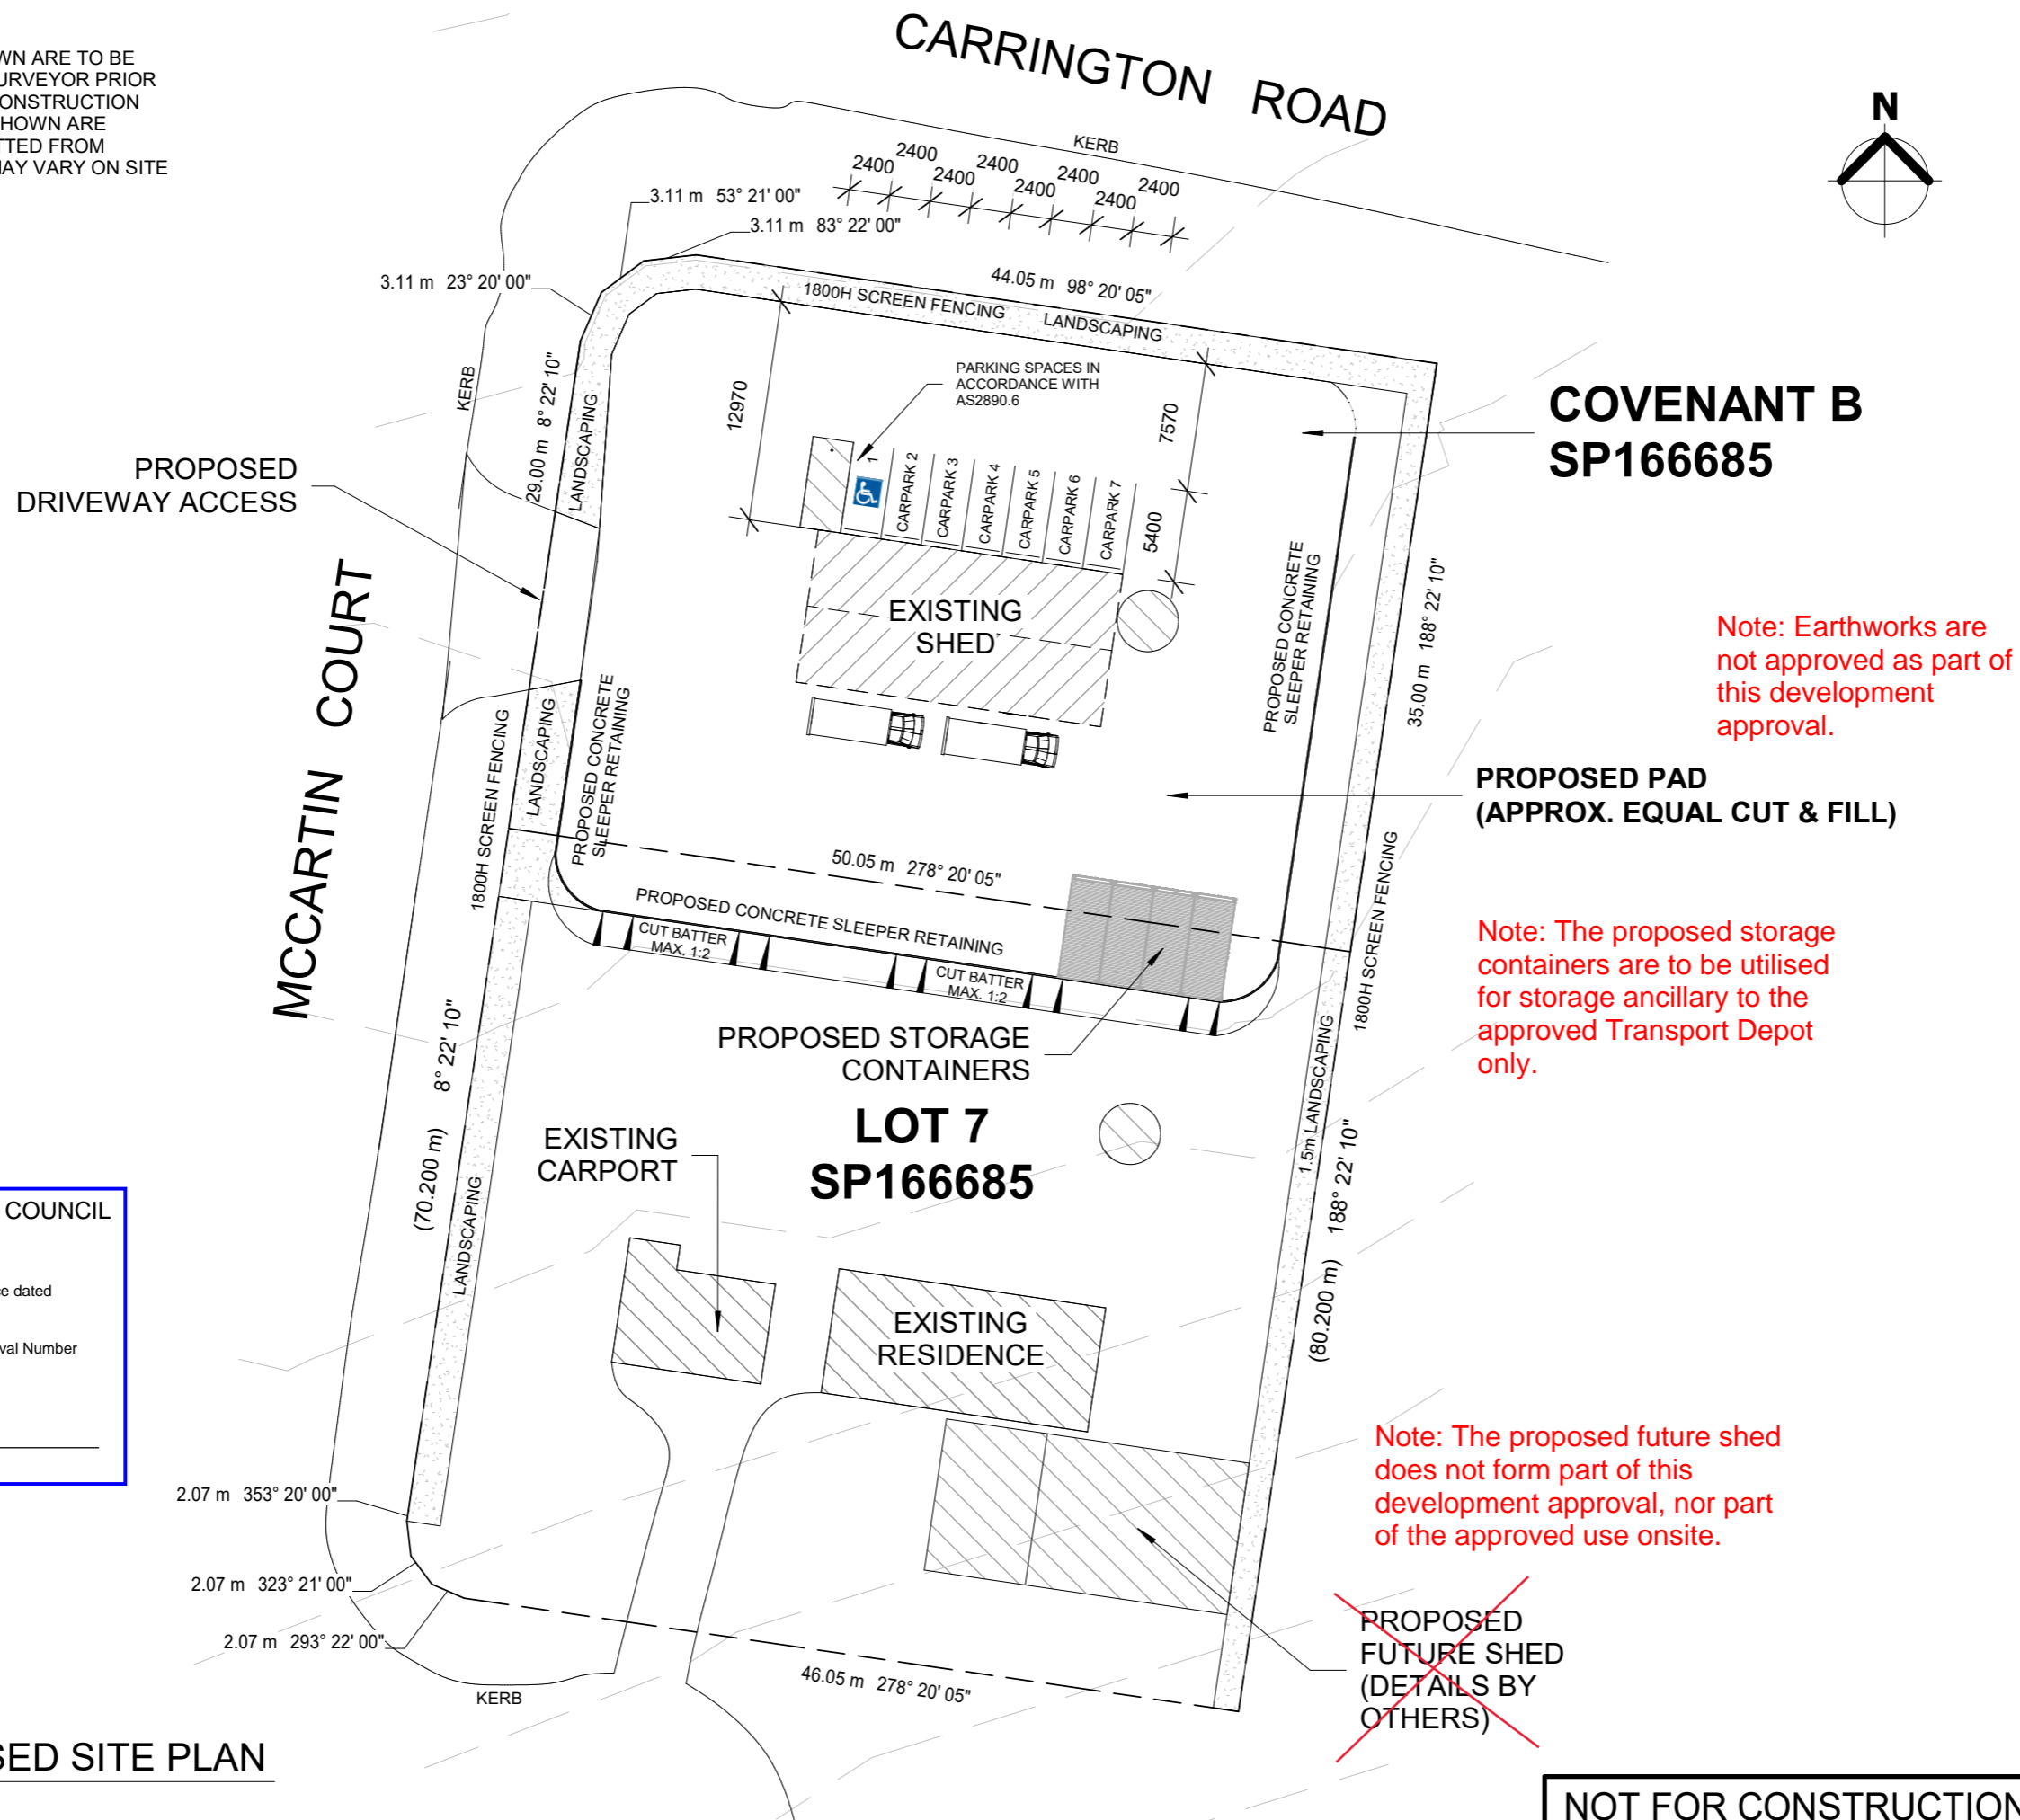 CARRINGTON ROAD
WN ARE TO BE
URVEYOR PRIOR
ONSTRUCTION
HOWN ARE
TTED FROM
MAY VARY ON SITE
N
KERB
2400
2400
2400
2400
2400
2400
2400
2400
3.11 m 53° 21' 00"
3.11 m 83° 22' 00"
3.11 m 23° 20' 00"
44.05 m 98° 20' 05"
1800H SCREEN FENCING
LANDSCAPING
KERB
29.00 m 8° 22' 10"
LANDSCAPING
12970
PARKING SPACES IN
ACCORDANCE WITH
AS2890.6
7570
5400
COVENANT B
SP166685
PROPOSED
DRIVEWAY ACCESS
1
CARPARK 2
CARPARK 3
CARPARK 4
CARPARK 5
CARPARK 6
CARPARK 7
EXISTING
SHED
PROPOSED CONCRETE
SLEEPER RETAINING
35.00 m 188° 22' 10"
Note: Earthworks are
not approved as part of
this development
approval.
MCCARTIN COURT
1800H SCREEN FENCING
LANDSCAPING
PROPOSED CONCRETE
SLEEPER RETAINING
PROPOSED PAD
(APPROX. EQUAL CUT & FILL)
50.05 m 278° 20' 05"
PROPOSED CONCRETE SLEEPER RETAINING
CUT BATTER
MAX. 1:2
CUT BATTER
MAX. 1:2
1800H SCREEN FENCING
Note: The proposed storage
containers are to be utilised
for storage ancillary to the
approved Transport Depot
only.
PROPOSED STORAGE
CONTAINERS
1.5m LANDSCAPING
(70.200 m) 8° 22' 10"
LANDSCAPING
LOT 7
SP166685
EXISTING
CARPORT
(80.200 m) 188° 22' 10"
COUNCIL
e dated
val Number
EXISTING
RESIDENCE
Note: The proposed future shed
does not form part of this
development approval, nor part
of the approved use onsite.
2.07 m 353° 20' 00"
2.07 m 323° 21' 00"
2.07 m 293° 22' 00"
KERB
46.05 m 278° 20' 05"
PROPOSED
FUTURE SHED
(DETAILS BY
OTHERS)
SED SITE PLAN
NOT FOR CONSTRUCTION